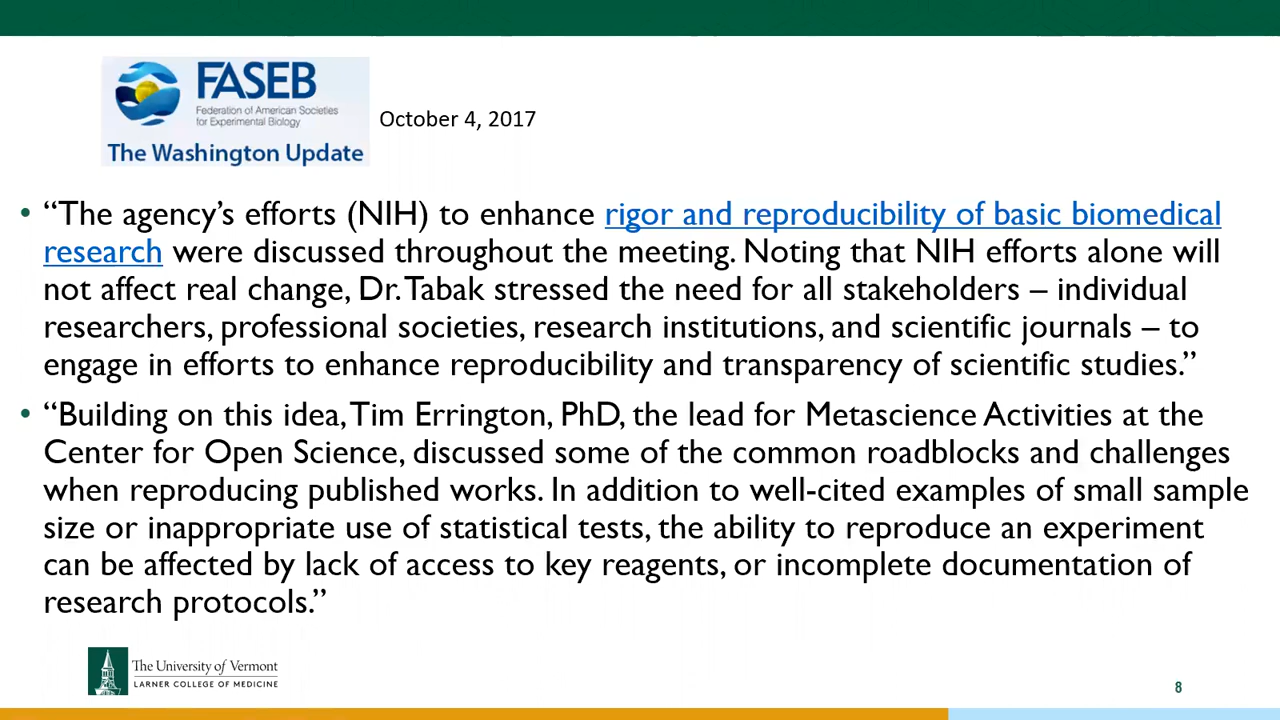 FASEB
Federation of American Societies
for Experimental Biology
The Washington Update
October 4, 2017
• “The agency’s efforts (NIH) to enhance rigor and reproducibility of basic biomedical
research were discussed throughout the meeting. Noting that NIH efforts alone will
not affect real change, Dr. Tabak stressed the need for all stakeholders – individual
researchers, professional societies, research institutions, and scientific journals – to
engage in efforts to enhance reproducibility and transparency of scientific studies.”
• “Building on this idea, Tim Errington, PhD, the lead for Metascience Activities at the
Center for Open Science, discussed some of the common roadblocks and challenges
when reproducing published works. In addition to well-cited examples of small sample
size or inappropriate use of statistical tests, the ability to reproduce an experiment
can be affected by lack of access to key reagents, or incomplete documentation of
research protocols.”
The University of Vermont
LARNER COLLEGE OF MEDICINE
8